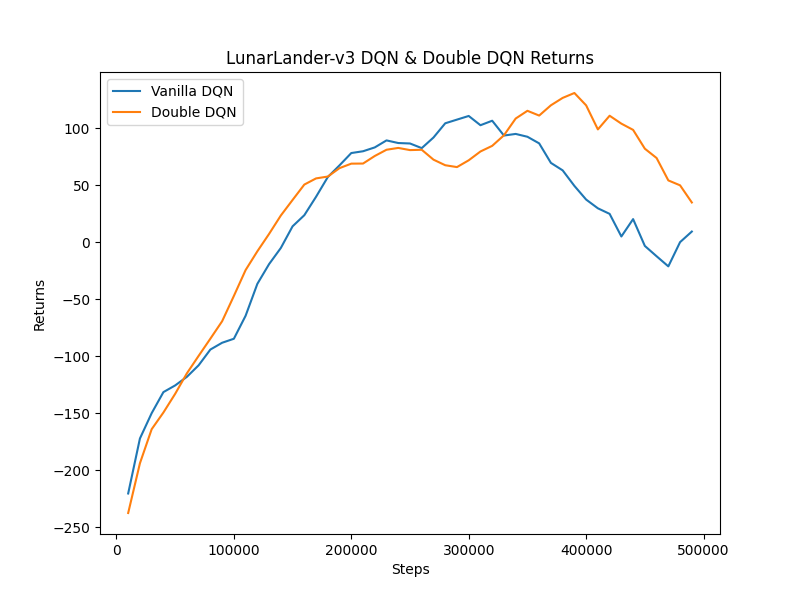 LunarLander-v3 DQN & Double DQN Returns
Vanilla DQN
Double DQN
100
50
0
−50
−100
−150
−200
−250
Returns
0 100000 200000 300000 400000 500000
Steps